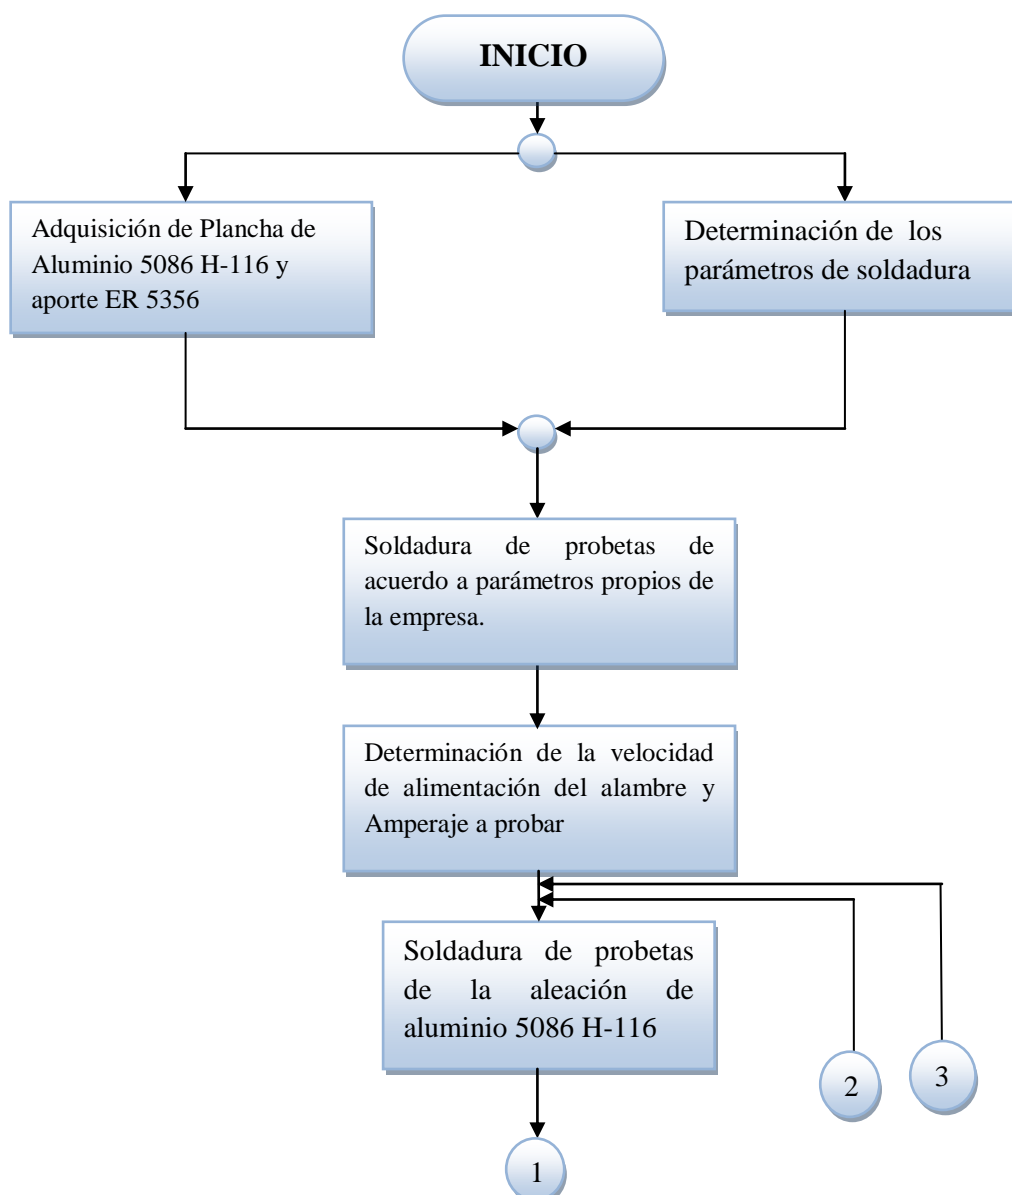 INICIO
Adquisición de Plancha de
Aluminio 5086 H-116 y
aporte ER 5356
Determinación de los
parámetros de soldadura
Soldadura de probetas de
acuerdo a parámetros propios de
la empresa.
Determinación de la velocidad
de alimentación del alambre y
Amperaje a probar
Soldadura de probetas
de la aleación de
aluminio 5086 H-116
2
3
1